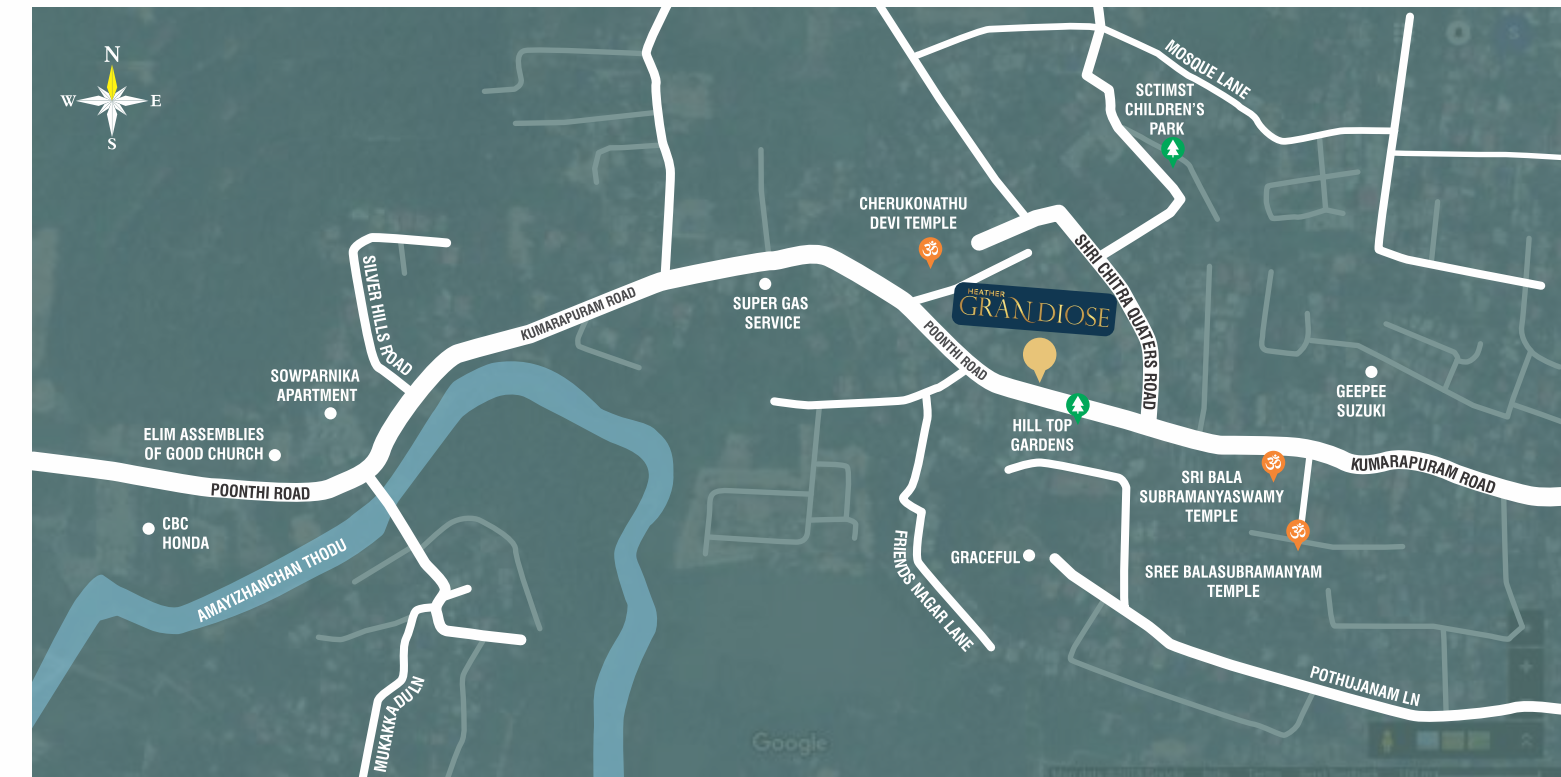 N
W E
S
MOSQUE LANE
SCTIMST
CHILDREN'S
PARK
CHERUKONATHU
DEVI TEMPLE
SHRI CHITRA QUATERS ROAD
SILVER HILLS ROAD
KUMARAPURAM ROAD
SUPER GAS
SERVICE
HEATHER
GRANDIOSE
POONTHI ROAD
SOWPARNIKA
APARTMENT
GEEPEE
SUZUKI
ELIM ASSEMBLIES
OF GOOD CHURCH
HILL TOP
GARDENS
POONTHI ROAD
KUMARAPURAM ROAD
SRI BALA
SUBRAMANYASWAMY
TEMPLE
CBC
HONDA
AMAYIZHANCHAN THODU
FRIENDS NAGAR LANE
GRACEFUL
SREE BALASUBRAMANYAM
TEMPLE
MUKAKKADU LN
POTHUJANAM LN
Google